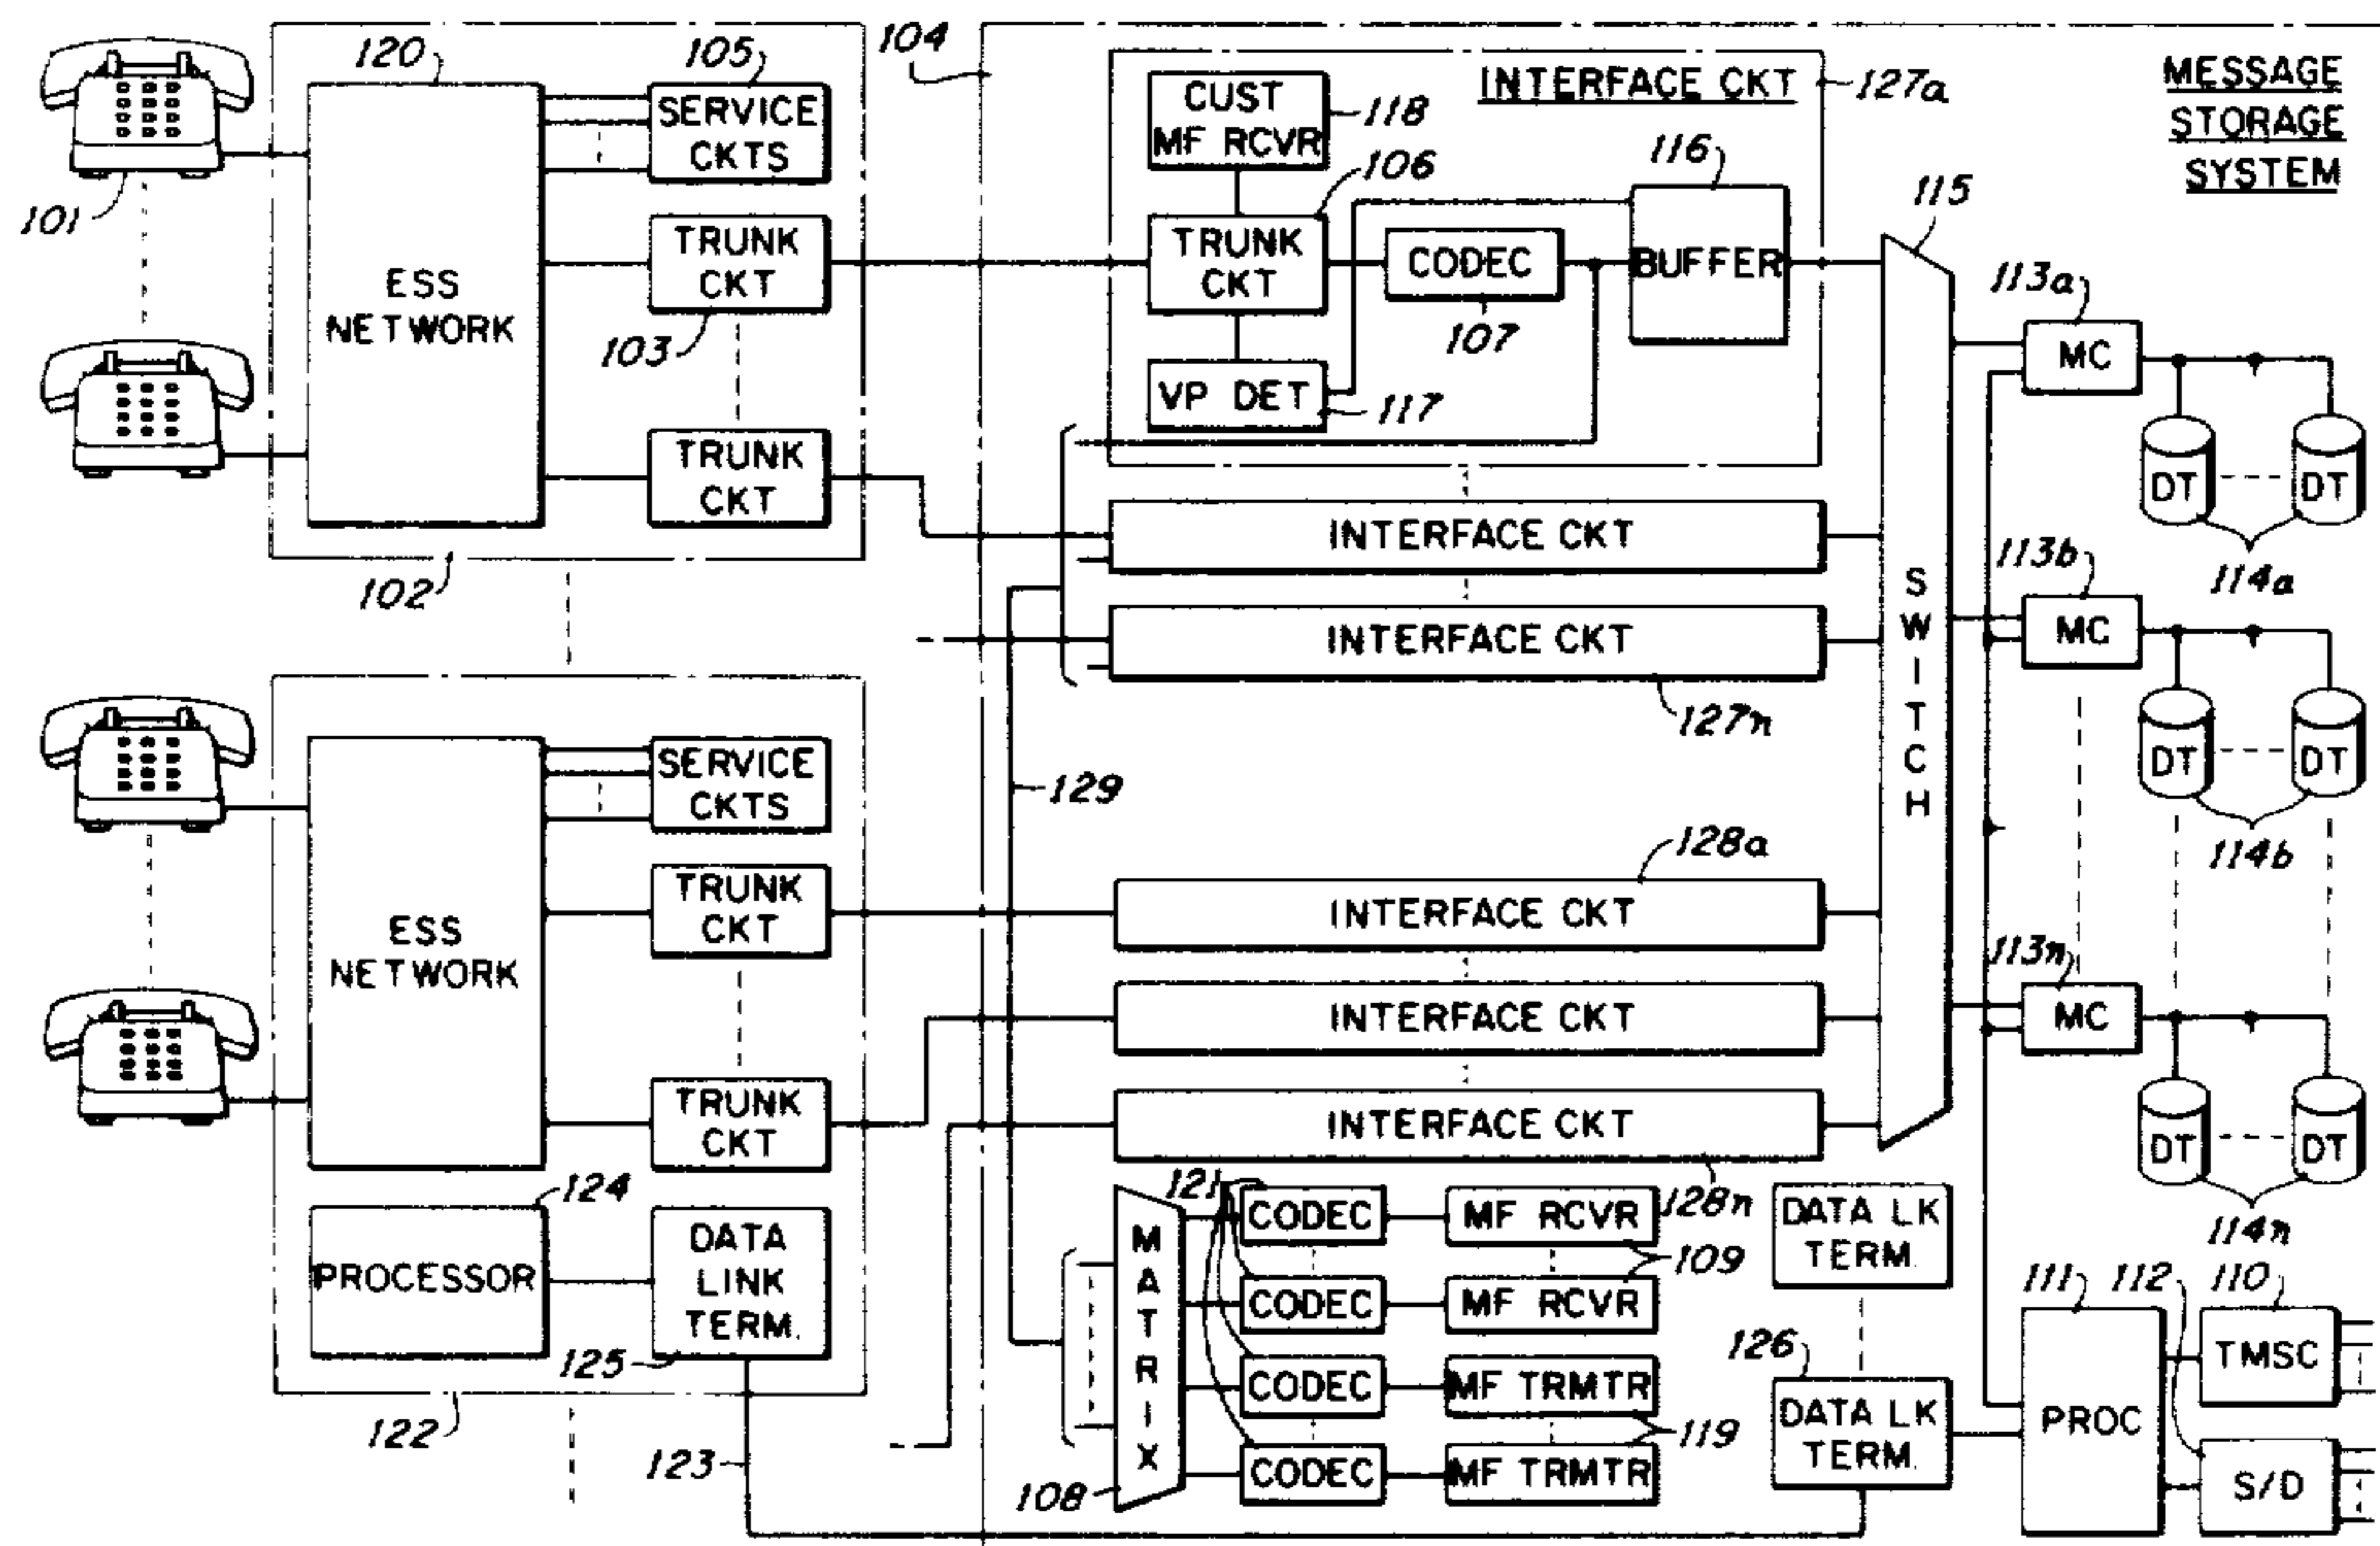 120
105
104
SERVICE
CKTS
101
ESS
NETWORK
TRUNK
CKT
103
TRUNK
CKT
102
INTERFACE CKT
127a
CUST
MF RCVR
118
106
116
TRUNK
CKT
CODEC
107
BUFFER
VP DET
117
115
MESSAGE
STORAGE
SYSTEM
113a
MC
DT
DT
114a
INTERFACE CKT
INTERFACE CKT
127n
SWITCH
113b
MC
DT
DT
114b
129
ESS
NETWORK
SERVICE
CKTS
TRUNK
CKT
TRUNK
CKT
128a
INTERFACE CKT
INTERFACE CKT
INTERFACE CKT
128n
113n
MC
DT
DT
114n
124
PROCESSOR
DATA
LINK
TERM.
125
122
123
MATRIX
108
121
CODEC
MF RCVR
CODEC
MF RCVR
109
CODEC
MF TRMTR
CODEC
MF TRMTR
119
DATA LK
TERM.
126
DATA LK
TERM.
111
112
110
PROC
TMSC
S/D